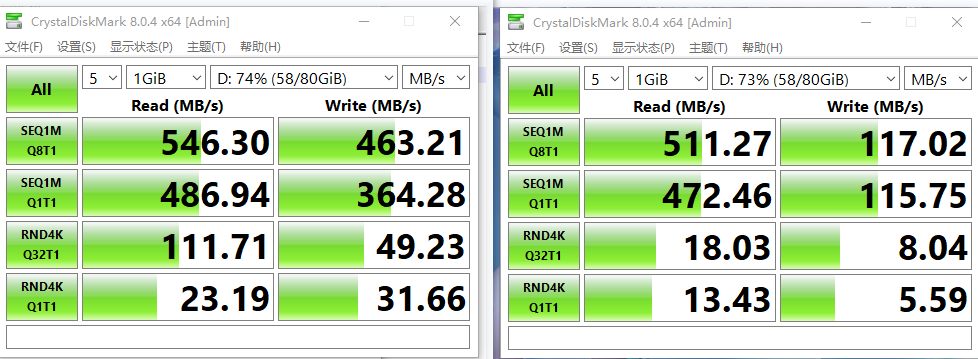 CrystalDiskMark 8.0.4 x64 [Admin]
文件(F) 设置(S) 显示状态(P) 主题(T) 帮助(H)
All
5 1GiB D: 74% (58/80GiB) MB/s
Read (MB/s) Write (MB/s)
SEQ1M
Q8T1
546.30 463.21
SEQ1M
Q1T1
486.94 364.28
RND4K
Q32T1
111.71 49.23
RND4K
Q1T1
23.19 31.66
CrystalDiskMark 8.0.4 x64 [Admin]
文件(F) 设置(S) 显示状态(P) 主题(T) 帮助(H)
All
5 1GiB D: 73% (58/80GiB) MB/s
Read (MB/s) Write (MB/s)
SEQ1M
Q8T1
511.27 117.02
SEQ1M
Q1T1
472.46 115.75
RND4K
Q32T1
18.03 8.04
RND4K
Q1T1
13.43 5.59